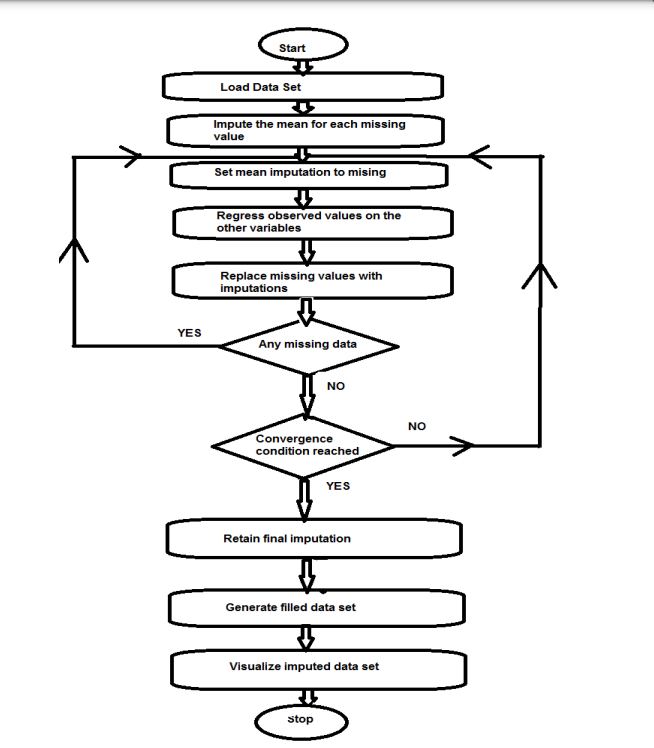 Start
Load Data Set
Impute the mean for each missing
value
Set mean imputation to mising
Regress observed values on the
other variables
Replace missing values with
imputations
YES
Any missing data
NO
NO
Convergence
condition reached
YES
Retain final imputation
Generate filled data set
Visualize imputed data set
Stop